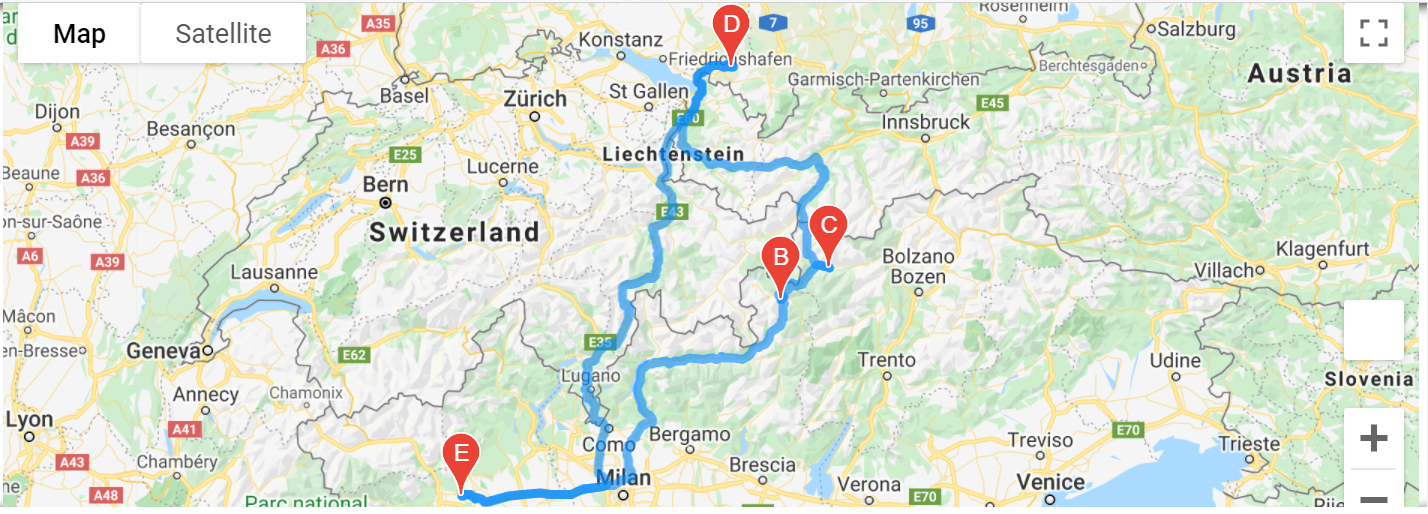 Map
Satellite
A35
D
7
95
Rosenheim
Salzburg
A36
Konstanz
Friedrichshafen
Berchtesgaden
Garmisch-Partenkirchen
Austria
Basel
Zürich
St Gallen
E45
Dijon
Besançon
E60
Innsbruck
A39
E25
Lucerne
Liechtenstein
Beaune
A36
Bern
on-sur-Saône
Switzerland
E43
C
A6
A39
B
Bolzano
Bozen
Klagenfurt
Lausanne
Villach
Mâcon
en-Bresse
Geneva
E62
E35
Trento
Udine
Lugano
Slovenia
Annecy
Chamonix
Lyon
A41
Como
Bergamo
E70
Treviso
Trieste
A43
Chambéry
E
Milan
Brescia
Venice
Verona
E70
A48
Parc national
+
−